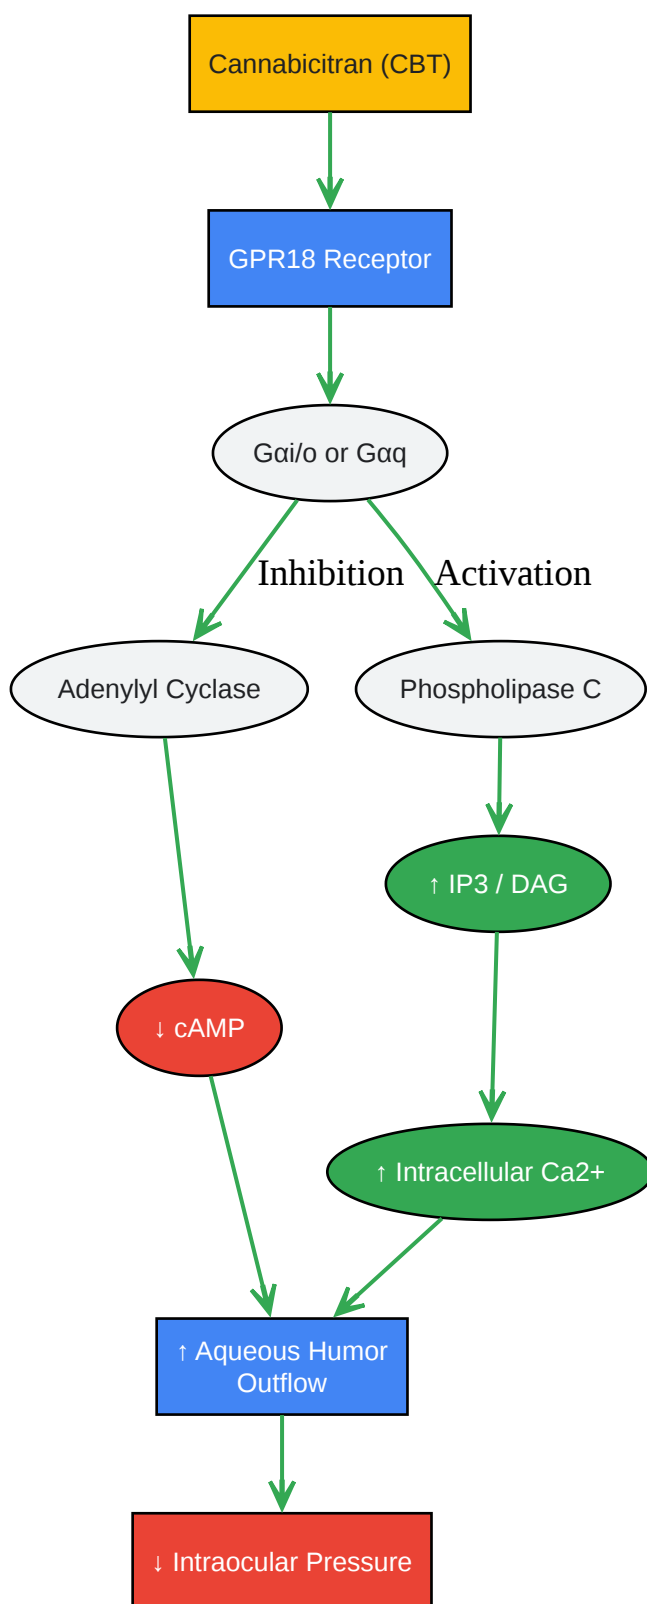 Cannabicitran (CBT)
GPR18 Receptor
Gαi/o or Gαq
Inhibition
Activation
Adenylyl Cyclase
Phospholipase C
↑ IP3 / DAG
↓ cAMP
↑ Intracellular Ca2+
↑ Aqueous Humor
Outflow
↓ Intraocular Pressure